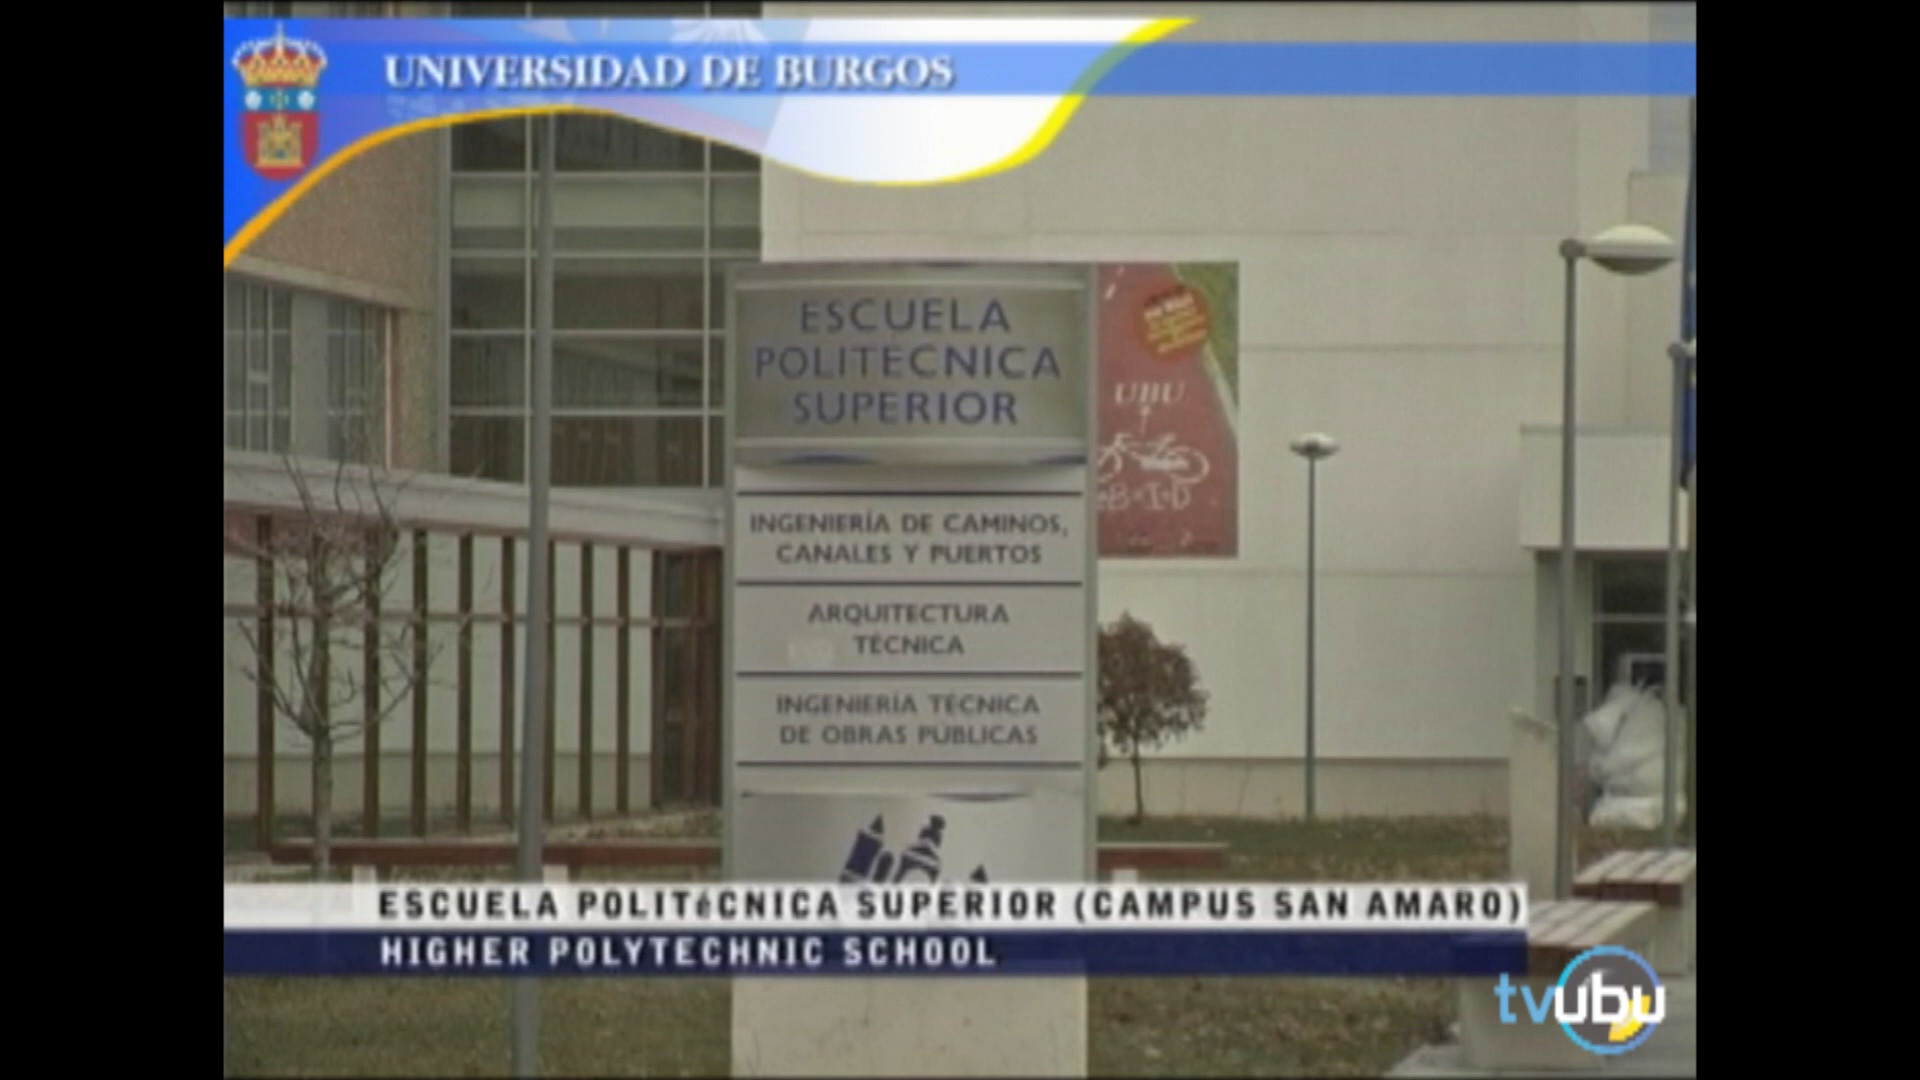 UNIVERSIDAD DE BURGOS
ESCUELA
POLITECNICA
SUPERIOR
UBU
INGENIERÍA DE CAMINOS,
CANALES Y PUERTOS
ARQUITECTURA
TÉCNICA
INGENIERÍA TÉCNICA
DE OBRAS PÚBLICAS
ESCUELA POLITéCNICA SUPERIOR (CAMPUS SAN AMARO)
HIGHER POLYTECHNIC SCHOOL
tvubu